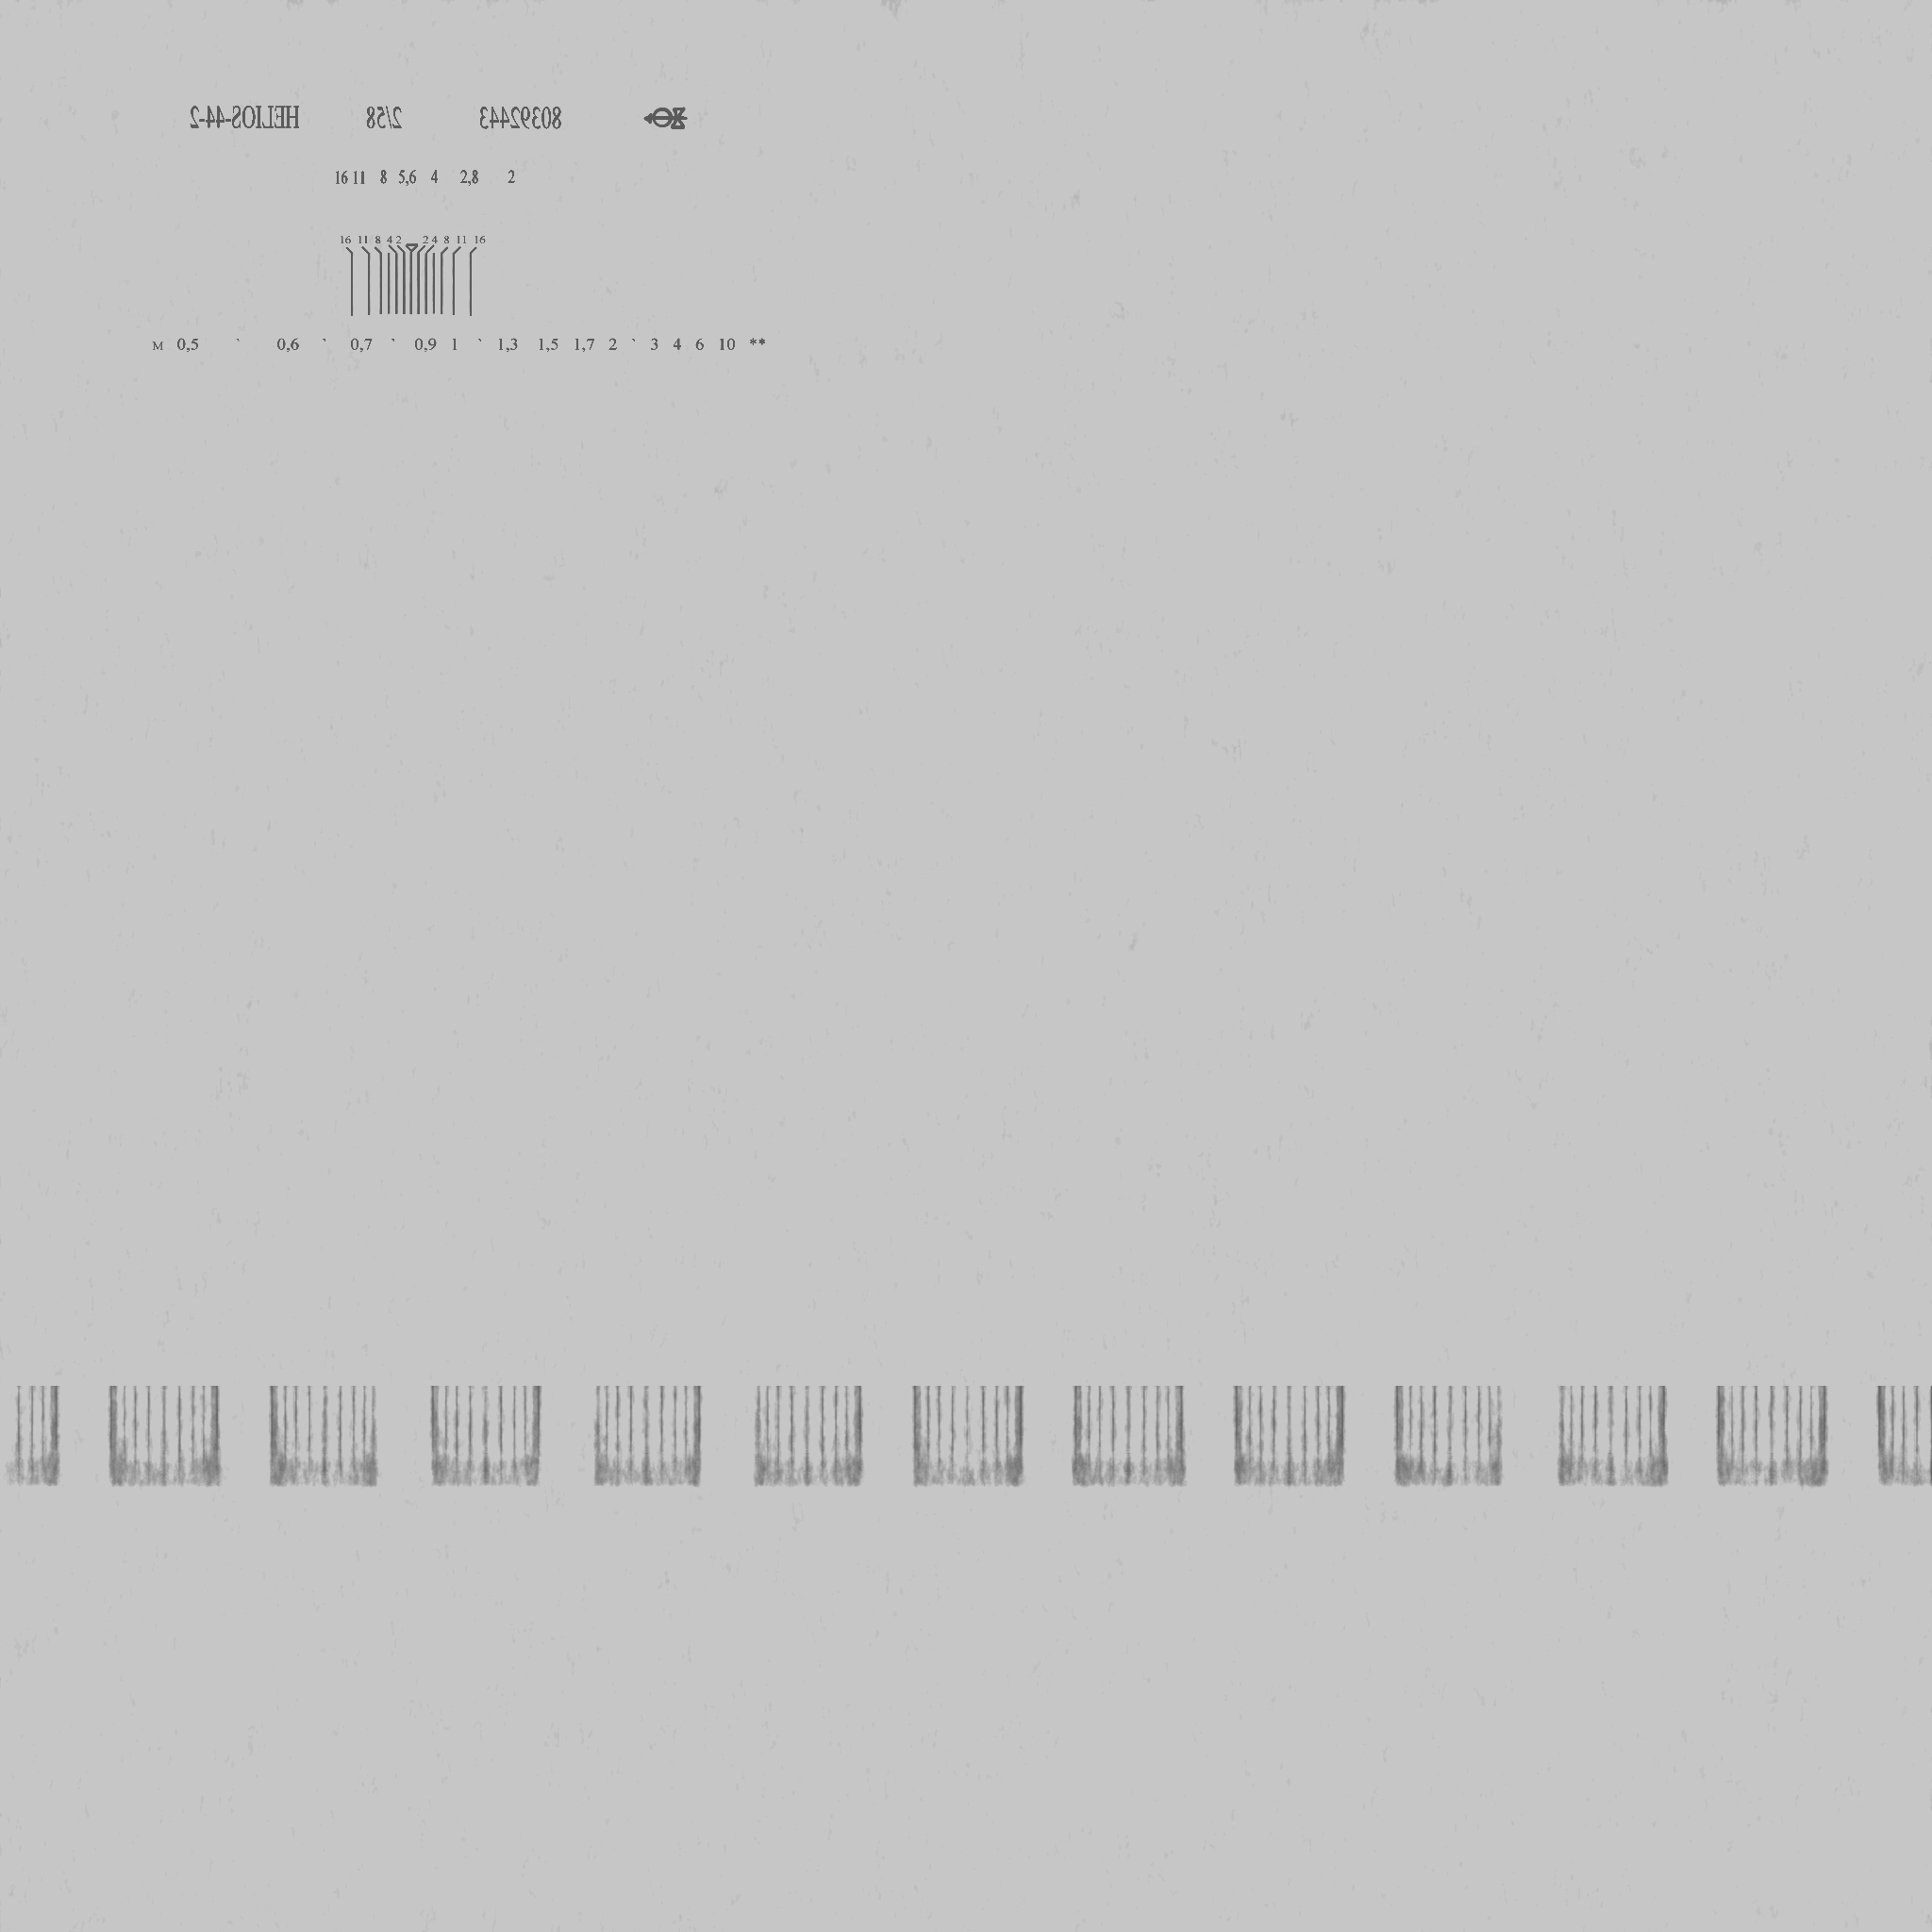 HELIOS-44-2 2/58 80392443
16 11 8 5,6 4 2,8 2
16 11 8 4 2 2 4 8 11 16
M 0,5 ` 0,6 ` 0,7 ` 0,9 1 ` 1,3 1,5 1,7 2 ` 3 4 6 10 **